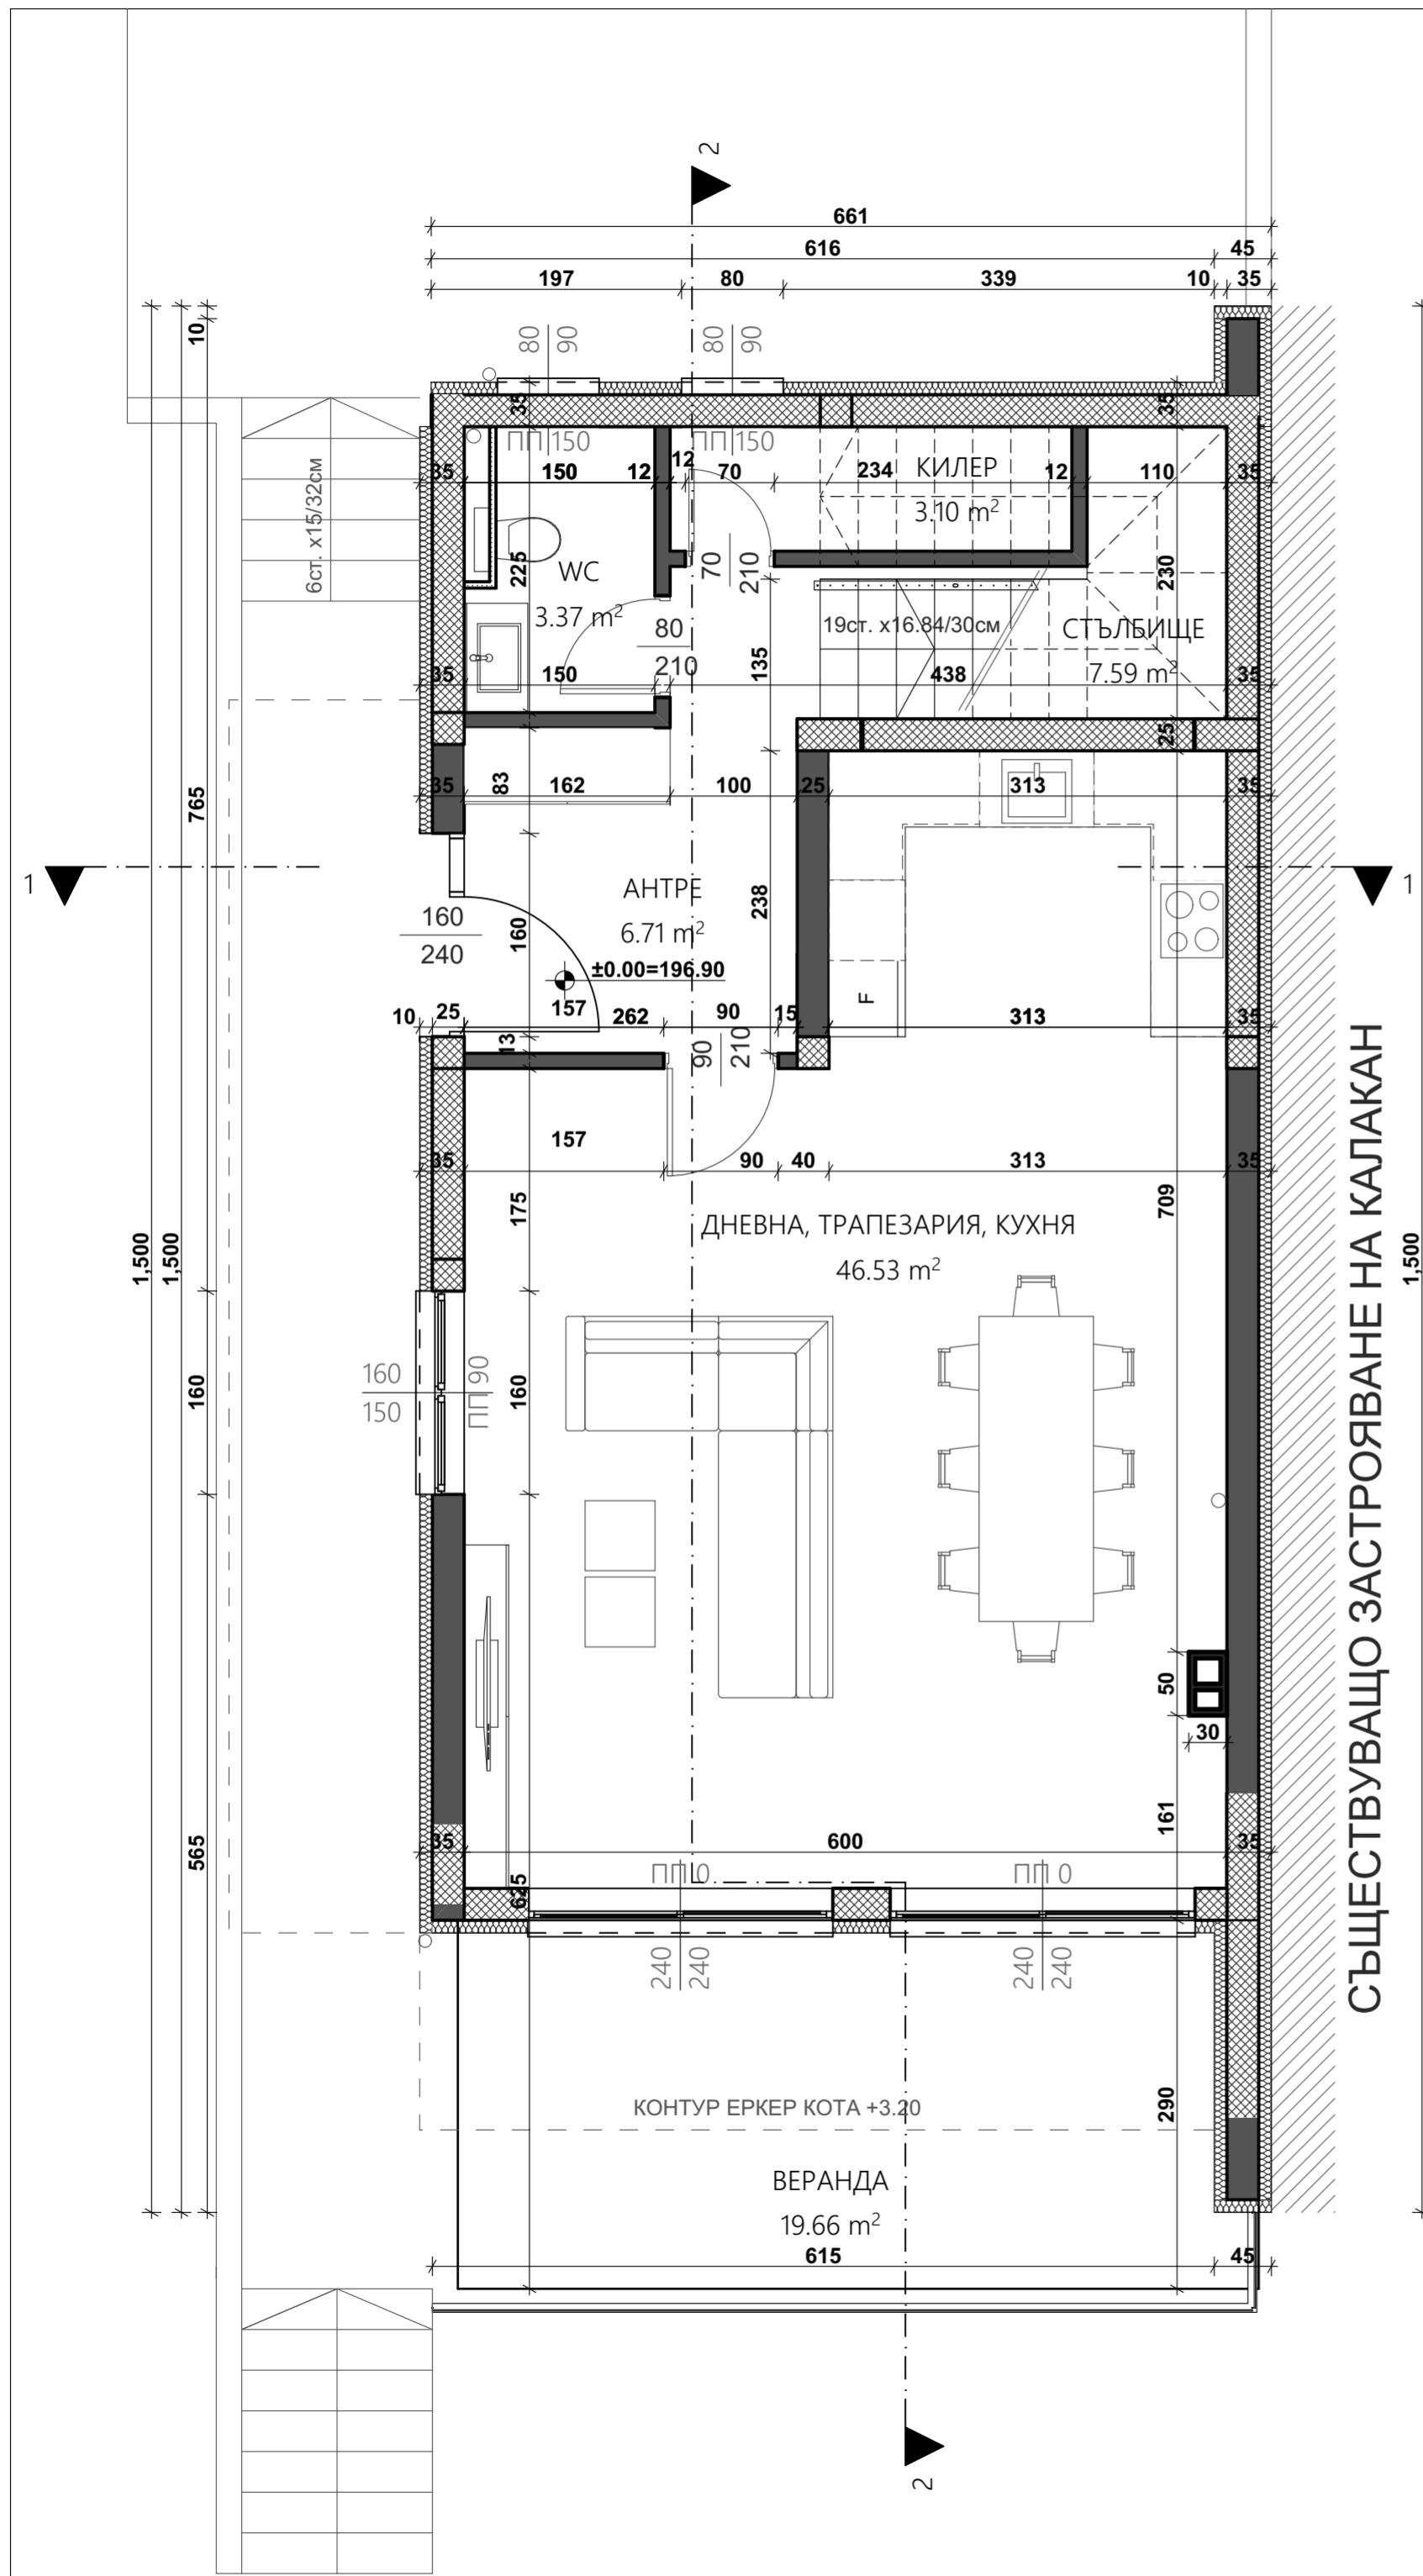 2
661
616 45
197 80 339 10 35
10
80 90
80 90
35 35
ПП 150
ПП 150
35 150 12 12 70 234 12 110 35
КИЛЕР
3.10 m²
6ст. x15/32см
225
WC
3.37 m²
70 210
230
80
210
135
19ст. x16.84/30см
СТЪЛБИЩЕ
7.59 m²
35 150 438 35
25
35 83 162 100 25 313 35
765
1 1
АНТРЕ
6.71 m²
160
240
160
238
±0.00=196.90
F
10 25 157 262 90 15 313 35
13
90 210
157
35 90 40 313 35
175
709
ДНЕВНА, ТРАПЕЗАРИЯ, КУХНЯ
46.53 m²
1,500
1,500
1,500
СЪЩЕСТВУВАЩО ЗАСТРОЯВАНЕ НА КАЛАКАН
160
160
150
ПП 90
160
50
30
161
565
35 600 35
625
ПП 0
ПП 0
240 240
240 240
КОНТУР ЕРКЕР КОТА +3.20
290
ВЕРАНДА
19.66 m²
615 45
2